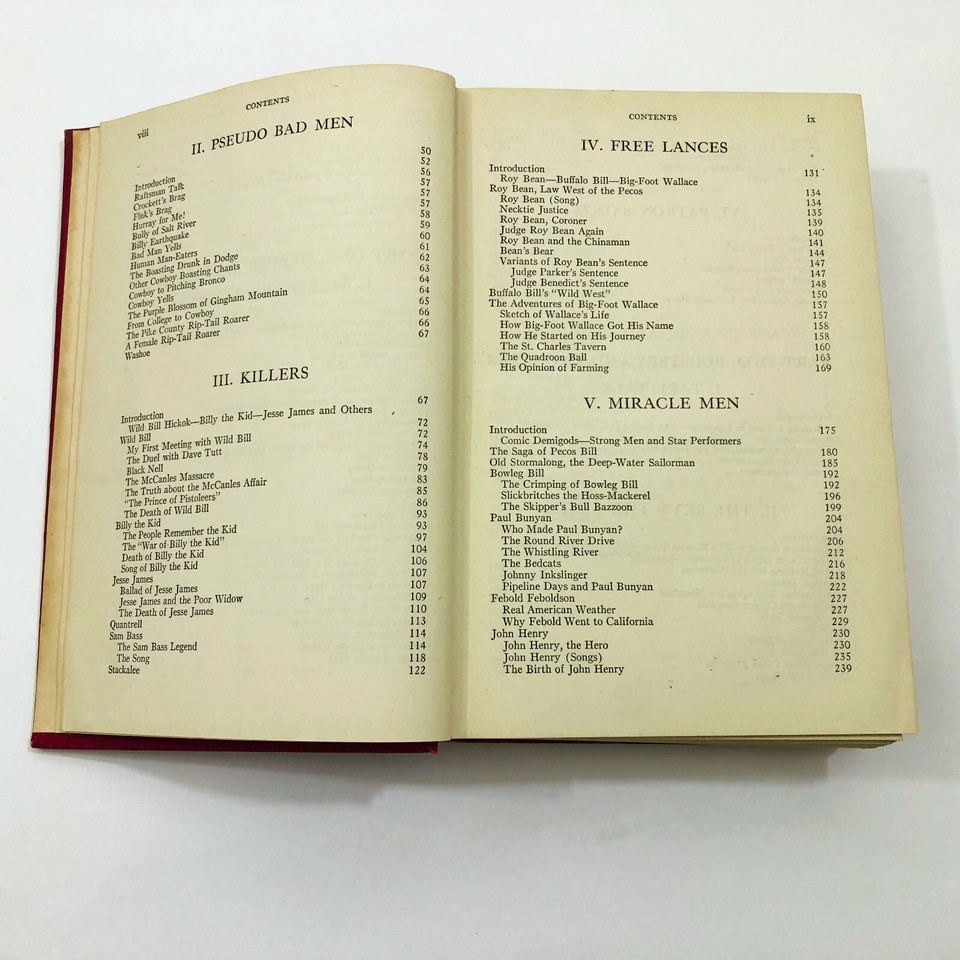 viii
CONTENTS
II. PSEUDO BAD MEN
Introduction 50
Raftsman Talk 52
Crockett's Brag 56
Fink's Brag 57
Hurray for Me! 57
Bully of Salt River 57
Billy Earthquake 58
Bad Man Yells 59
Human Man-Eaters 60
The Boasting Drunk in Dodge 61
Other Cowboy Boasting Chants 62
Cowboy to Pitching Bronco 63
Cowboy Yells 64
The Purple Blossom of Gingham Mountain 64
From College to Cowboy 65
The Pike County Rip-Tail Roarer 66
A Female Rip-Tail Roarer 66
Washoe 67
III. KILLERS
Introduction 67
Wild Bill Hickok—Billy the Kid—Jesse James and Others
Wild Bill 72
My First Meeting with Wild Bill 72
The Duel with Dave Tutt 74
Black Nell 78
The McCanles Massacre 79
The Truth about the McCanles Affair 83
"The Prince of Pistoleers" 85
The Death of Wild Bill 86
Billy the Kid 93
The People Remember the Kid 93
The "War of Billy the Kid" 97
Death of Billy the Kid 104
Song of Billy the Kid 106
Jesse James 107
Ballad of Jesse James 107
Jesse James and the Poor Widow 109
The Death of Jesse James 110
Quantrell 113
Sam Bass 114
The Sam Bass Legend 114
The Song 118
Stackalee 122
CONTENTS
ix
IV. FREE LANCES
Introduction 131
Roy Bean—Buffalo Bill—Big-Foot Wallace
Roy Bean, Law West of the Pecos 134
Roy Bean (Song) 134
Necktie Justice 135
Roy Bean, Coroner 139
Judge Roy Bean Again 140
Roy Bean and the Chinaman 141
Bean's Bear 144
Variants of Roy Bean's Sentence 147
Judge Parker's Sentence 147
Judge Benedict's Sentence 148
Buffalo Bill's "Wild West" 150
The Adventures of Big-Foot Wallace 157
Sketch of Wallace's Life 157
How Big-Foot Wallace Got His Name 158
How He Started on His Journey 158
The St. Charles Tavern 160
The Quadroon Ball 163
His Opinion of Farming 169
V. MIRACLE MEN
Introduction 175
Comic Demigods—Strong Men and Star Performers
The Saga of Pecos Bill 180
Old Stormalong, the Deep-Water Sailorman 185
Bowleg Bill 192
The Crimping of Bowleg Bill 192
Slickbritches the Hoss-Mackerel 196
The Skipper's Bull Bazzoon 199
Paul Bunyan 204
Who Made Paul Bunyan? 204
The Round River Drive 206
The Whistling River 212
The Bedcats 216
Johnny Inkslinger 218
Pipeline Days and Paul Bunyan 222
Febold Feboldson 227
Real American Weather 227
Why Febold Went to California 229
John Henry 230
John Henry, the Hero 230
John Henry (Songs) 235
The Birth of John Henry 239